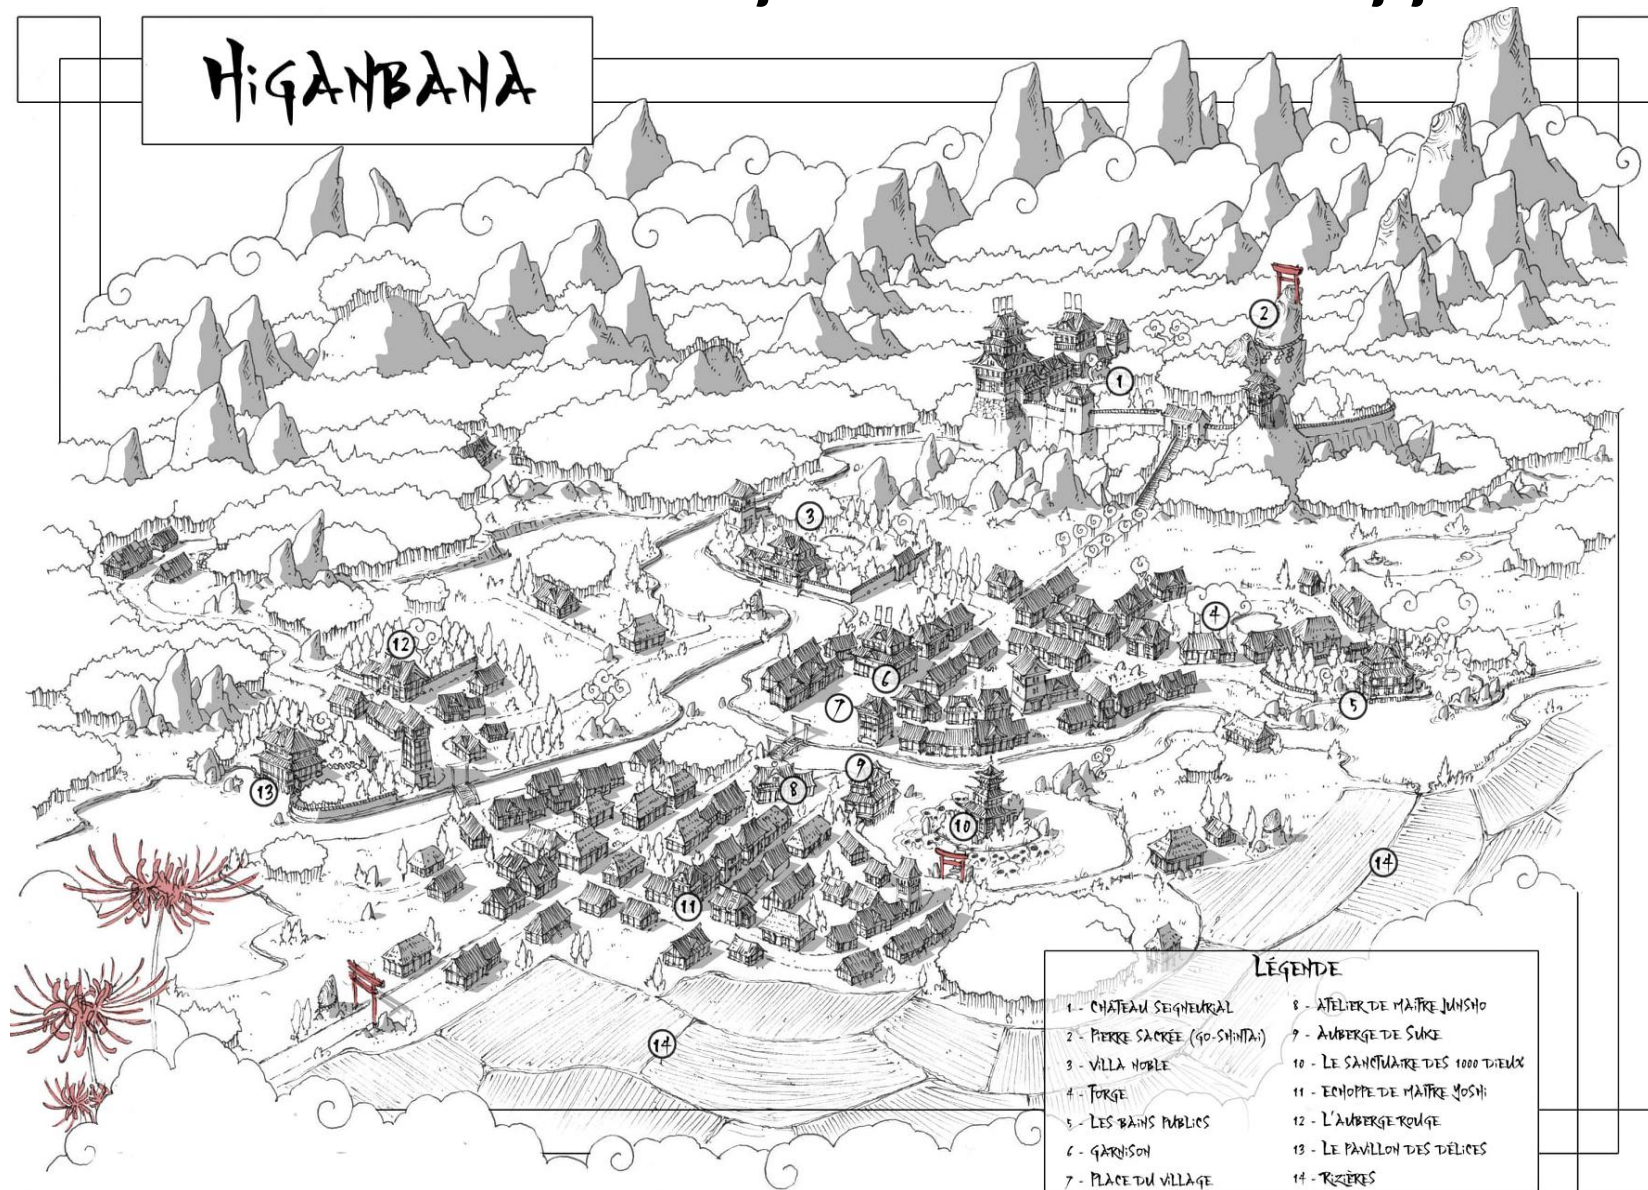 HIGANBANA
2
1
3
4
12
6
5
7
13
9
8
10
14
11
14
LÉGENDE
1 - CHÂTEAU SEIGNEURIAL
2 - PIERRE SACRÉE (GO-SHINTAI)
3 - VILLA NOBLE
4 - FORGE
5 - LES BAINS PUBLICS
6 - GARNISON
7 - PLACE DU VILLAGE
8 - ATELIER DE MAÎTRE JUNSHO
9 - AUBERGE DE SUKE
10 - LE SANCTUAIRE DES 1000 DIEUX
11 - ECHOPPE DE MAÎTRE YOSHI
12 - L'AUBERGE ROUGE
13 - LE PAVILLON DES DÉLICES
14 - RIZIÈRES